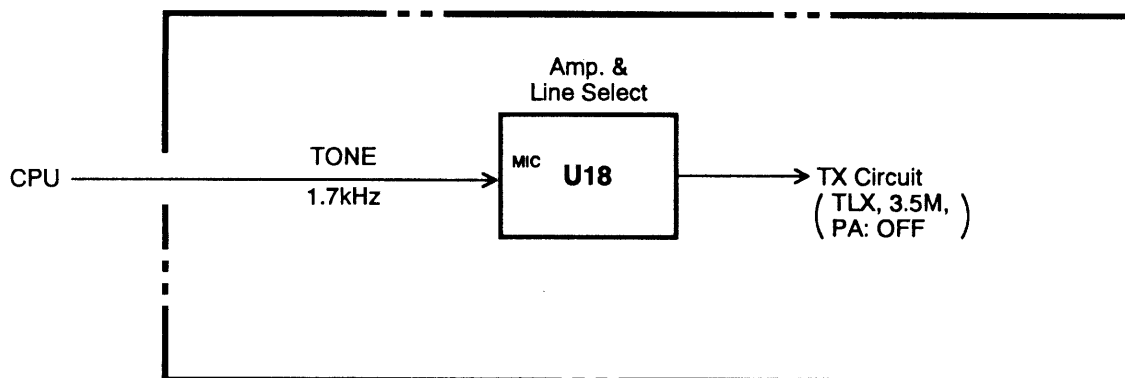 Amp. &
Line Select
CPU
TONE
1.7kHz
MIC
U18
TX Circuit
( TLX, 3.5M,
PA: OFF )